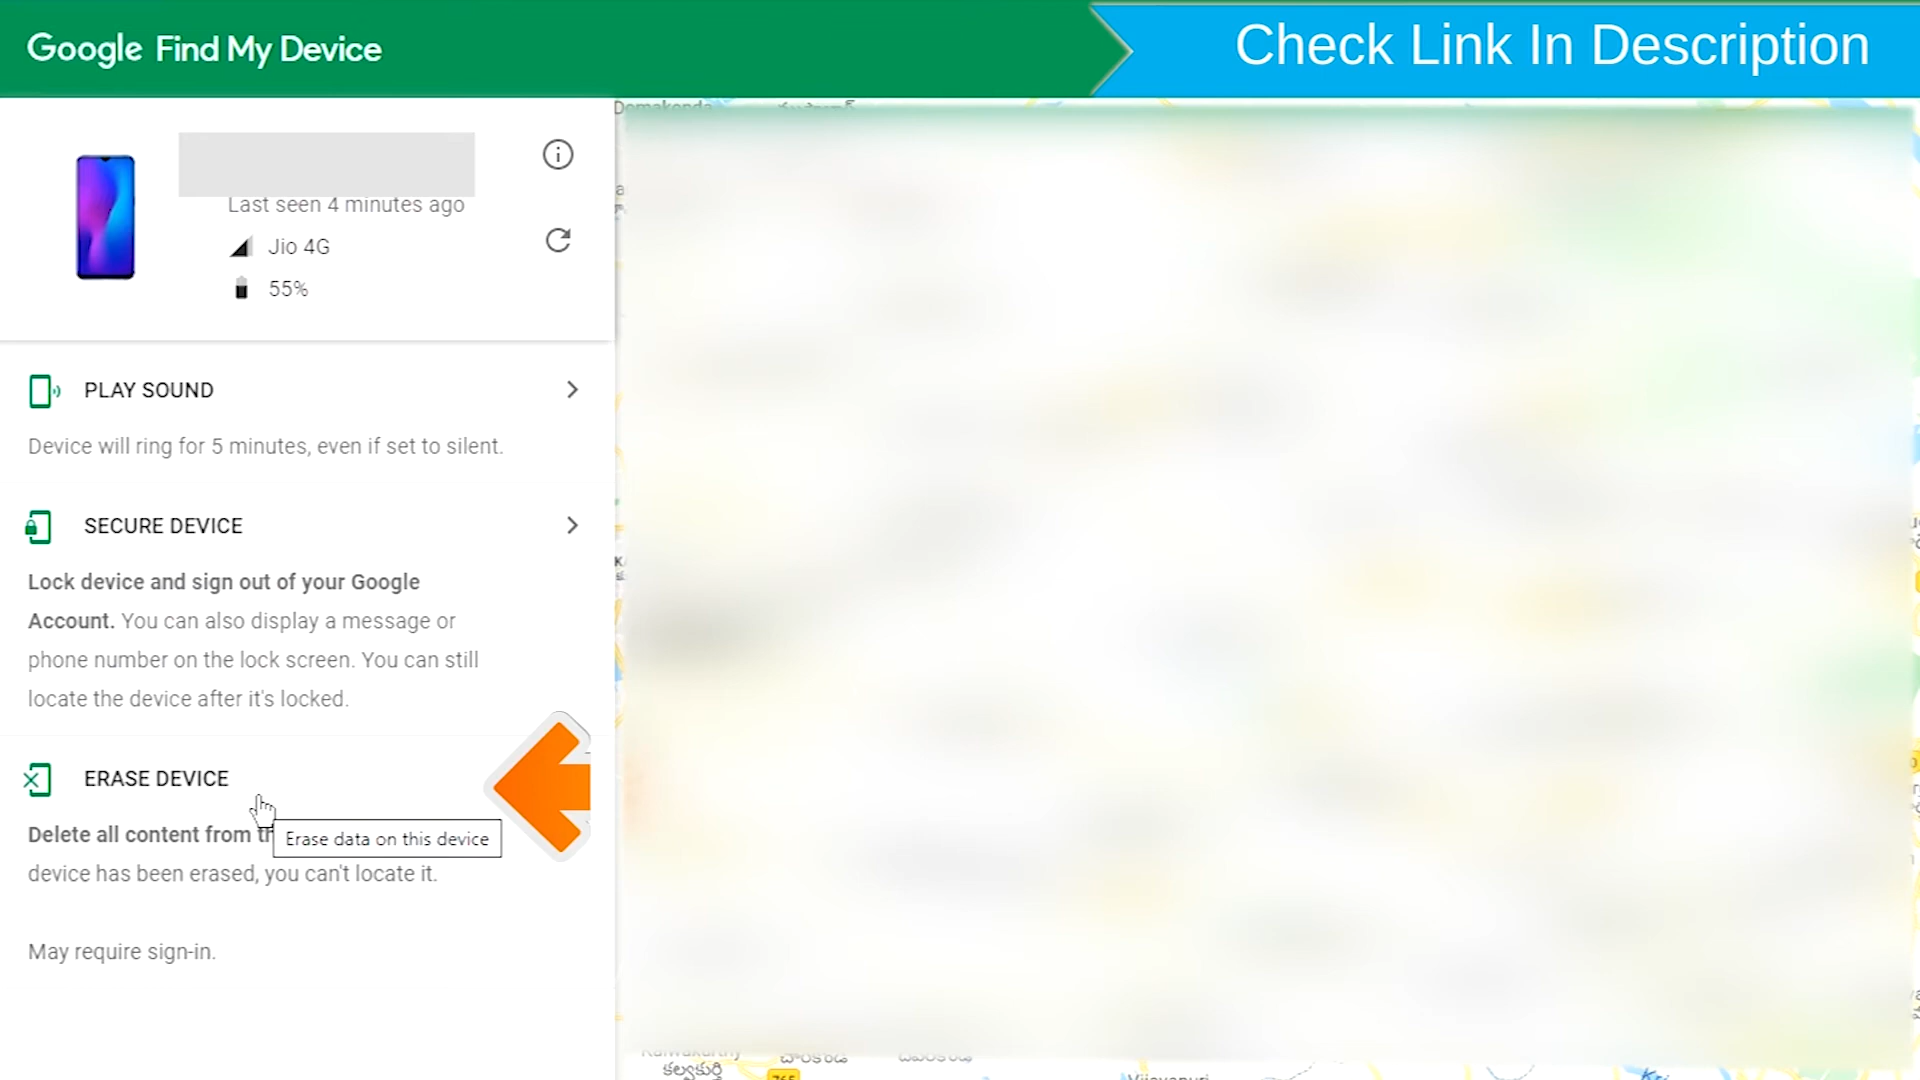 Google Find My Device
Check Link In Description
Last seen 4 minutes ago
Jio 4G
55%
PLAY SOUND
Device will ring for 5 minutes, even if set to silent.
SECURE DEVICE
Lock device and sign out of your Google
Account. You can also display a message or
phone number on the lock screen. You can still
locate the device after it's locked.
ERASE DEVICE
Delete all content from
Erase data on this device
device has been erased, you can't locate it.
May require sign-in.
Domakonda
కల్వకుర్తి
765